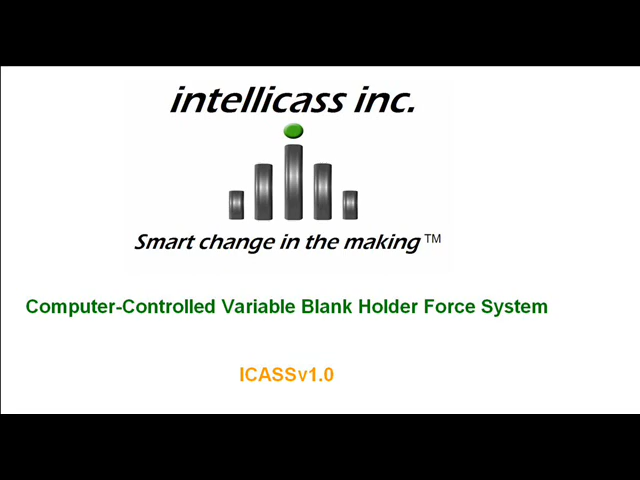 intellicass inc.
Smart change in the making™
Computer-Controlled Variable Blank Holder Force System
ICASSv1.0